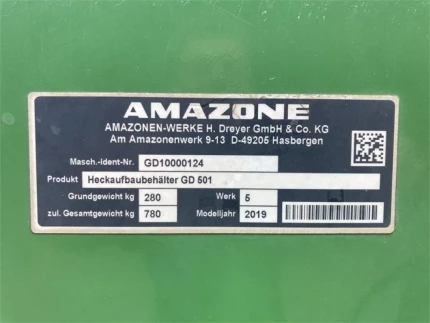 AMAZONE
AMAZONEN-WERKE H. Dreyer GmbH & Co. KG
Am Amazonenwerk 9-13 D-49205 Hasbergen
Masch.-Ident-Nr. GD10000124
Produkt Heckaufbaubehälter GD 501
Grundgewicht kg 280 Werk 5
zul. Gesamtgewicht kg 780 Modelljahr 2019